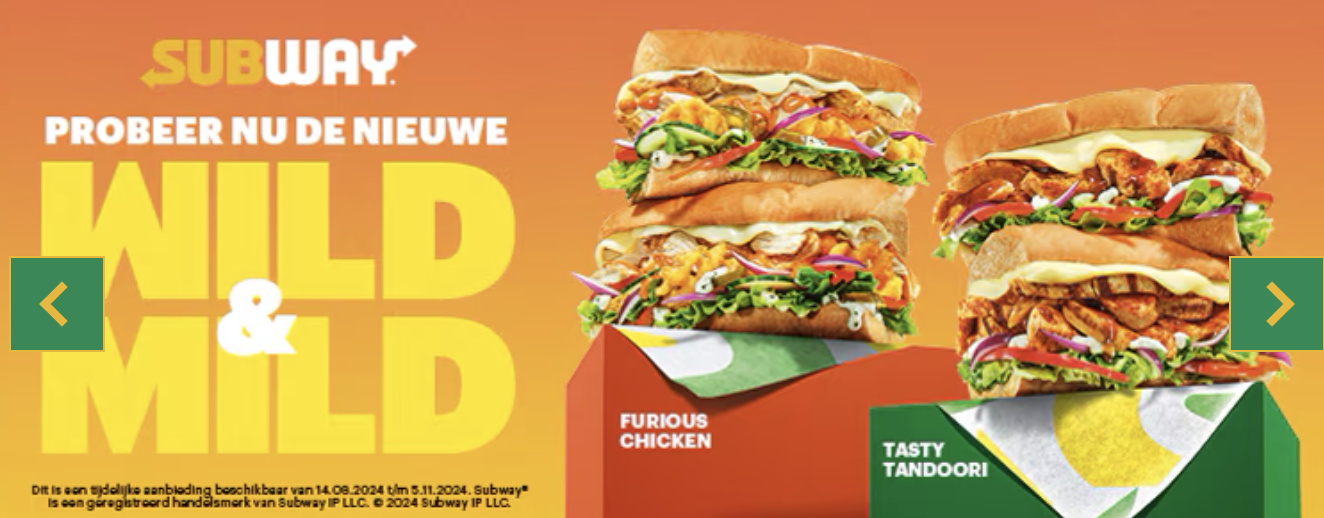 SUBWAY
PROBEER NU DE NIEUWE
WILD
&
MILD
FURIOUS
CHICKEN
TASTY
TANDOORI
Dit is een tijdelijke aanbieding beschikbaar van 14.08.2024 t/m 5.11.2024. Subway®
is een geregistreerd handelsmerk van Subway IP LLC. © 2024 Subway IP LLC.